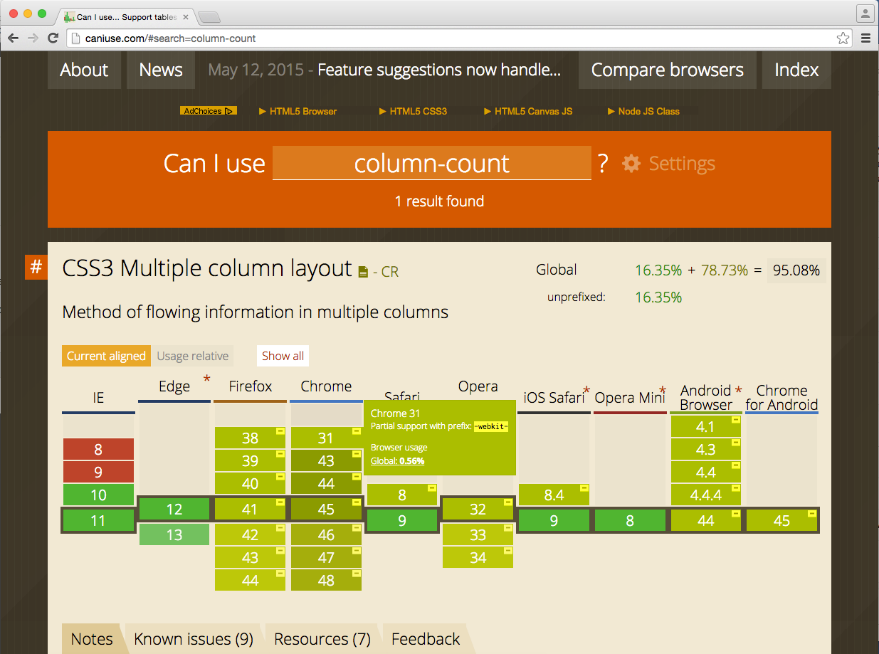 Can I use... Support tables
caniuse.com/#search=column-count
About
News
May 12, 2015 - Feature suggestions now handle...
Compare browsers
Index
AdChoices
HTML5 Browser
HTML5 CSS3
HTML5 Canvas JS
Node JS Class
Can I use column-count ? Settings
1 result found
# CSS3 Multiple column layout - CR
Global 16.35% + 78.73% = 95.08%
unprefixed: 16.35%
Method of flowing information in multiple columns
Current aligned Usage relative Show all
IE Edge * Firefox Chrome Safari Opera iOS Safari * Opera Mini * Android Browser * Chrome for Android
Chrome 31
Partial support with prefix: -webkit-
Browser usage
Global: 0.56%
4.1
8 38 31 4.3
9 39 43 4.4
10 40 44 8 8.4 4.4.4
11 12 41 45 9 32 9 8 44 45
13 42 46 33
43 47 34
44 48
Notes Known issues (9) Resources (7) Feedback